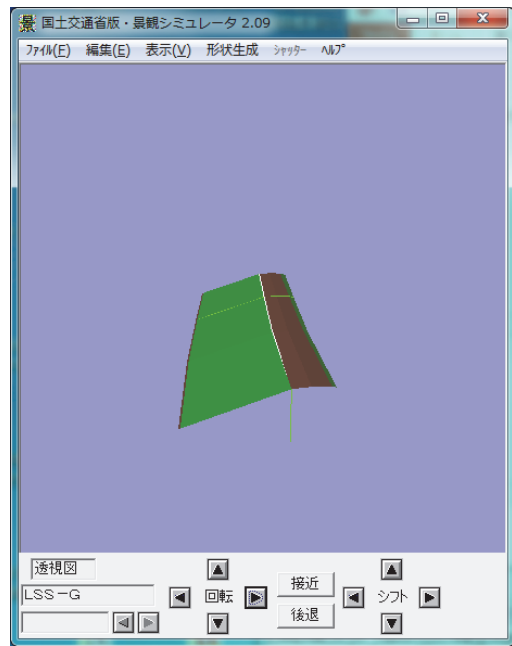 景 国土交通省版・景観シミュレータ 2.09
ﾌｧｲﾙ(F) 編集(E) 表示(V) 形状生成 ｼｬｯﾀｰ ﾍﾙﾌﾟ
透視図
LSS－G
回転
接近
後退
シフト